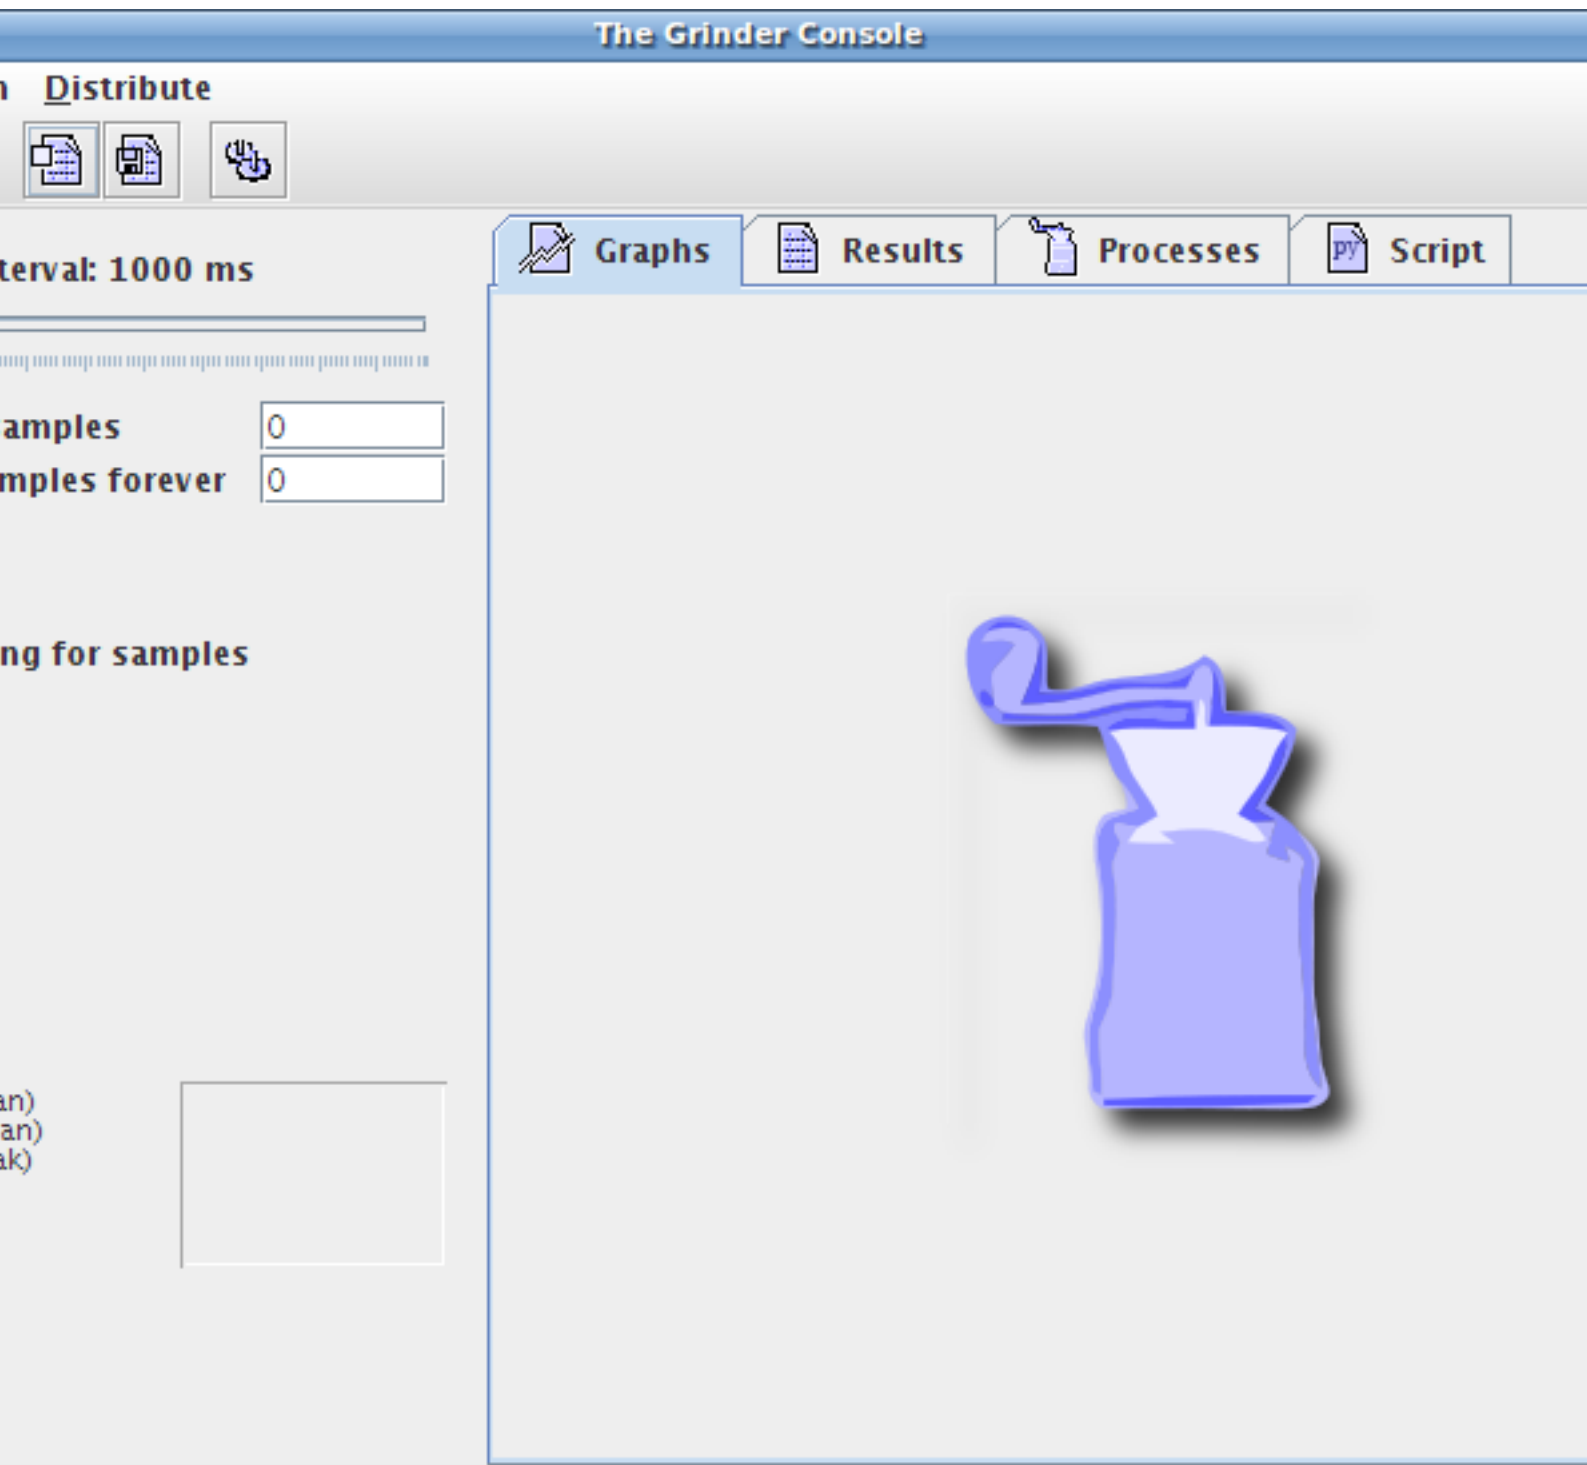 The Grinder Console
n Distribute
Graphs Results Processes py Script
terval: 1000 ms
amples 0
mples forever 0
ng for samples
an)
an)
ak)